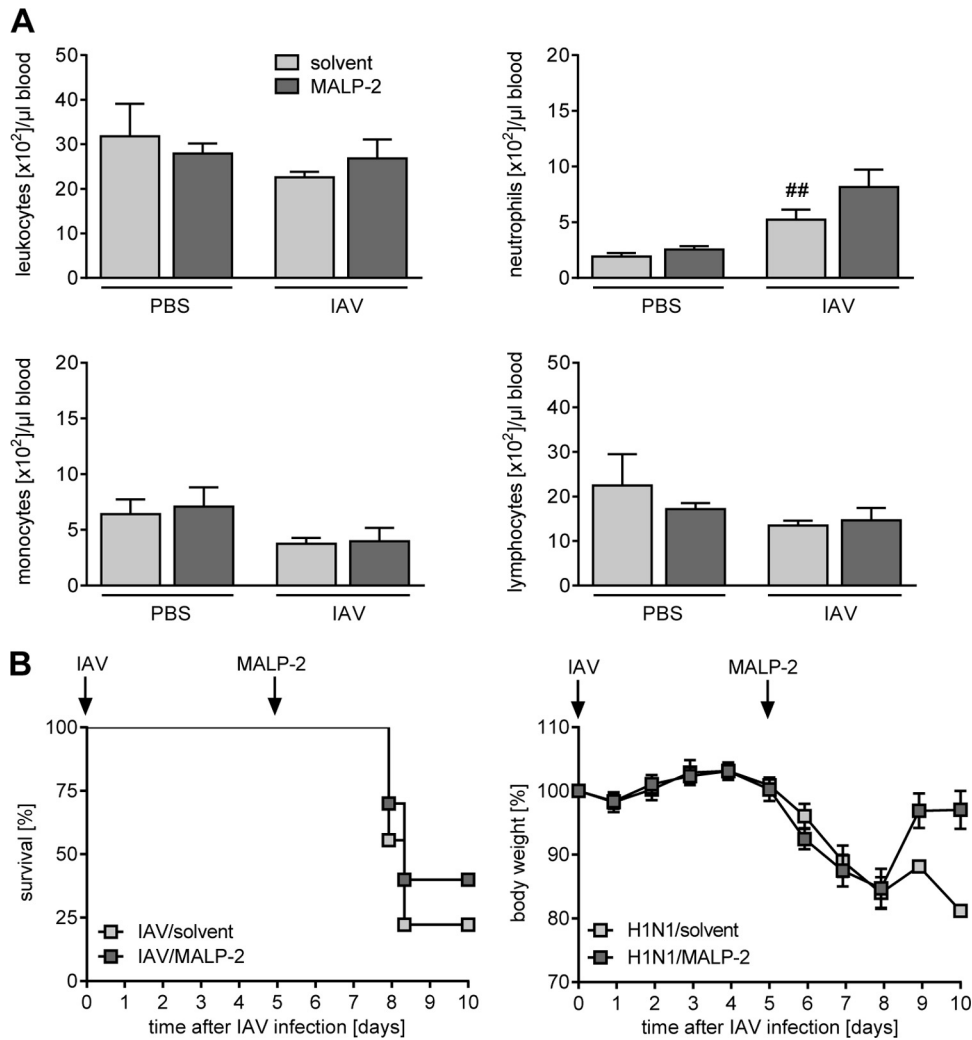 A
leukocytes [x10²]/µl blood
50
40
30
20
10
0
solvent
MALP-2
PBS
IAV
neutrophils [x10²]/µl blood
20
15
10
5
0
##
PBS
IAV
monocytes [x10²]/µl blood
20
15
10
5
0
PBS
IAV
lymphocytes [x10²]/µl blood
50
40
30
20
10
0
PBS
IAV
B
IAV
MALP-2
survival [%]
100
75
50
25
0
IAV/solvent
IAV/MALP-2
0 1 2 3 4 5 6 7 8 9 10
time after IAV infection [days]
IAV
MALP-2
body weight [%]
110
100
90
80
70
H1N1/solvent
H1N1/MALP-2
0 1 2 3 4 5 6 7 8 9 10
time after IAV infection [days]